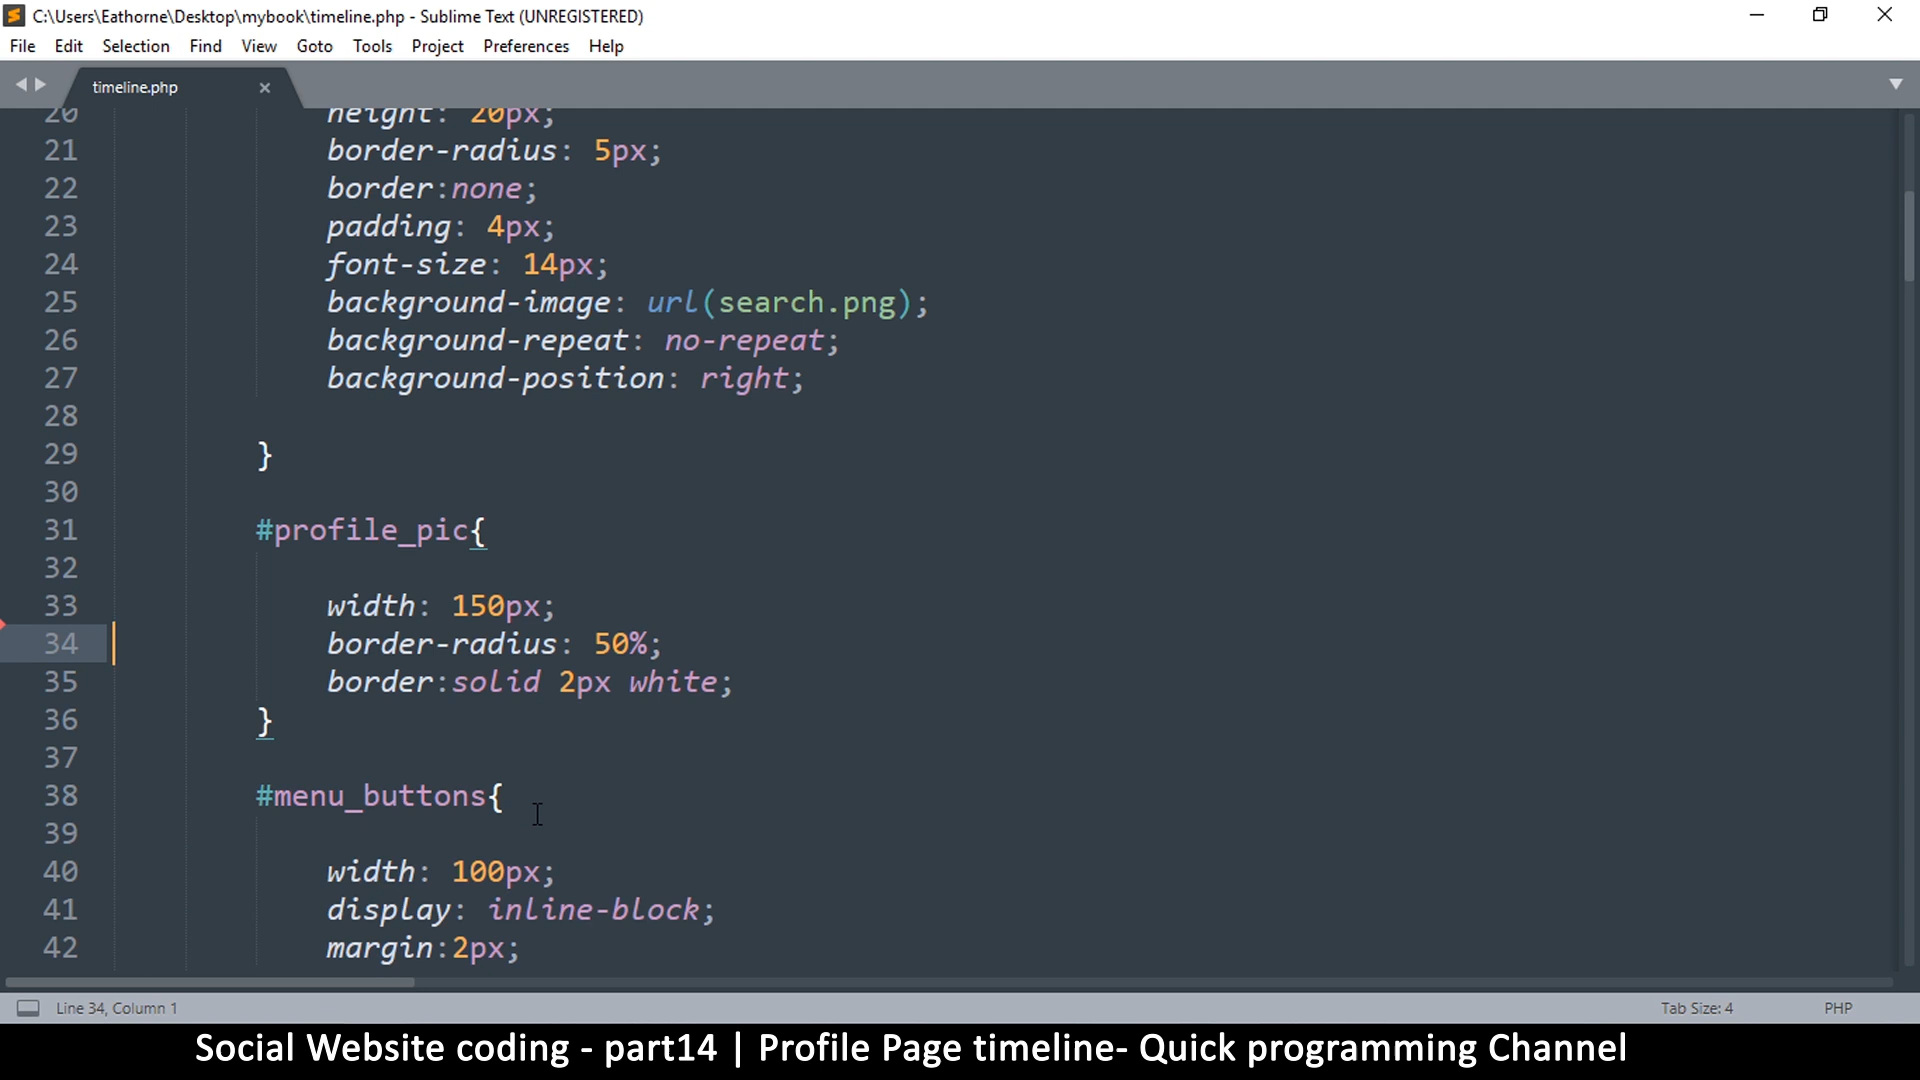 C:\Users\Eathorne\Desktop\mybook\timeline.php - Sublime Text (UNREGISTERED)
File Edit Selection Find View Goto Tools Project Preferences Help
timeline.php
20 height: 20px;
21 border-radius: 5px;
22 border:none;
23 padding: 4px;
24 font-size: 14px;
25 background-image: url(search.png);
26 background-repeat: no-repeat;
27 background-position: right;
28
29 }
30
31 #profile_pic{
32
33 width: 150px;
34 border-radius: 50%;
35 border:solid 2px white;
36 }
37
38 #menu_buttons{
39
40 width: 100px;
41 display: inline-block;
42 margin:2px;
Line 34, Column 1 Tab Size: 4 PHP
Social Website coding - part14 | Profile Page timeline- Quick programming Channel